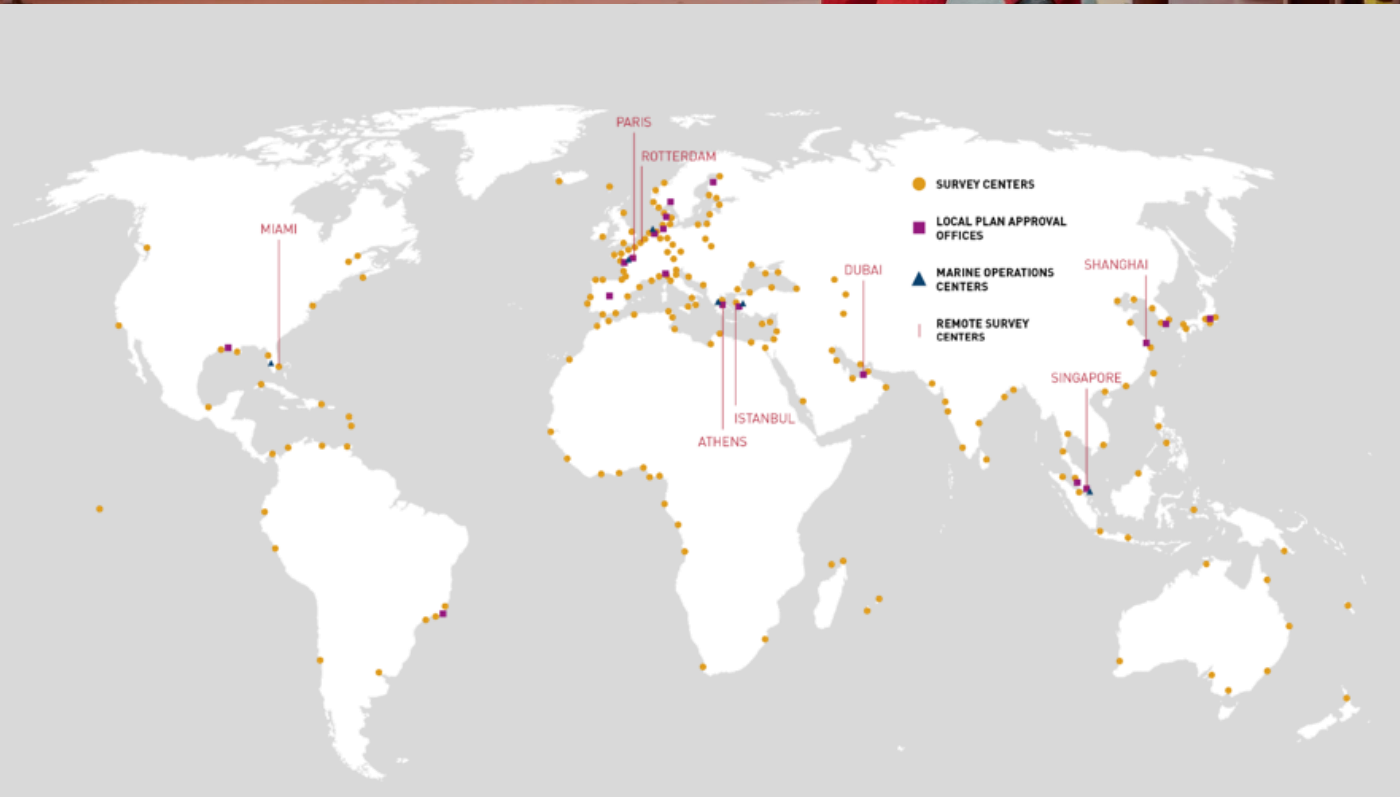 PARIS
ROTTERDAM
SURVEY CENTERS
LOCAL PLAN APPROVAL
OFFICES
MIAMI
DUBAI
MARINE OPERATIONS
CENTERS
SHANGHAI
REMOTE SURVEY
CENTERS
SINGAPORE
ISTANBUL
ATHENS